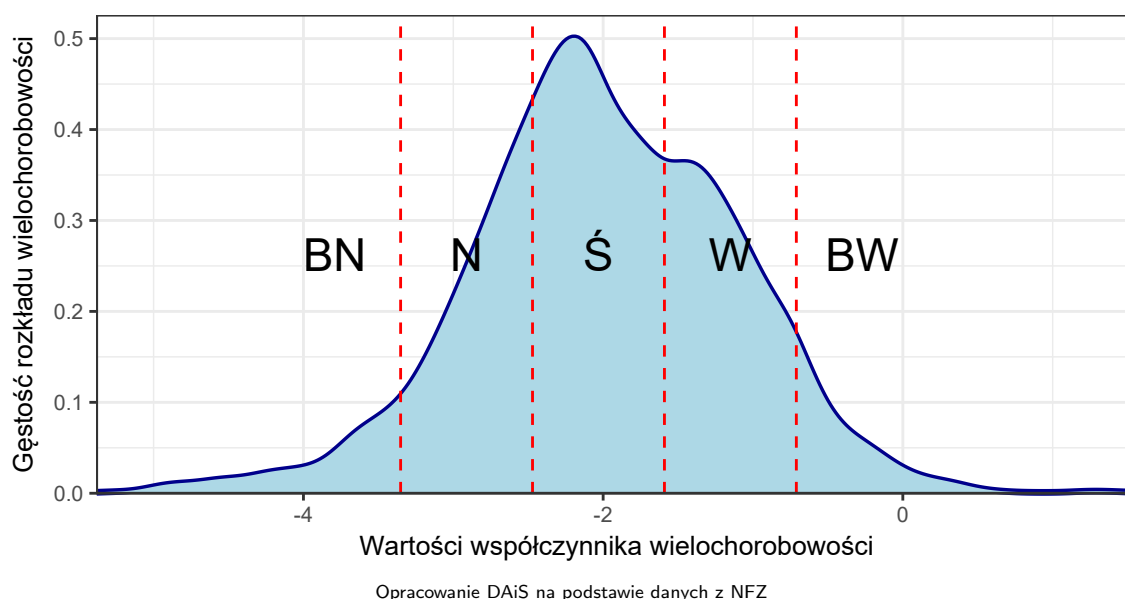 Gęstość rozkładu wielochorobowości
0.5
0.4
0.3
0.2
0.1
0.0
BN N Ś W BW
-4 -2 0
Wartości współczynnika wielochorobowości
Opracowanie DAiS na podstawie danych z NFZ